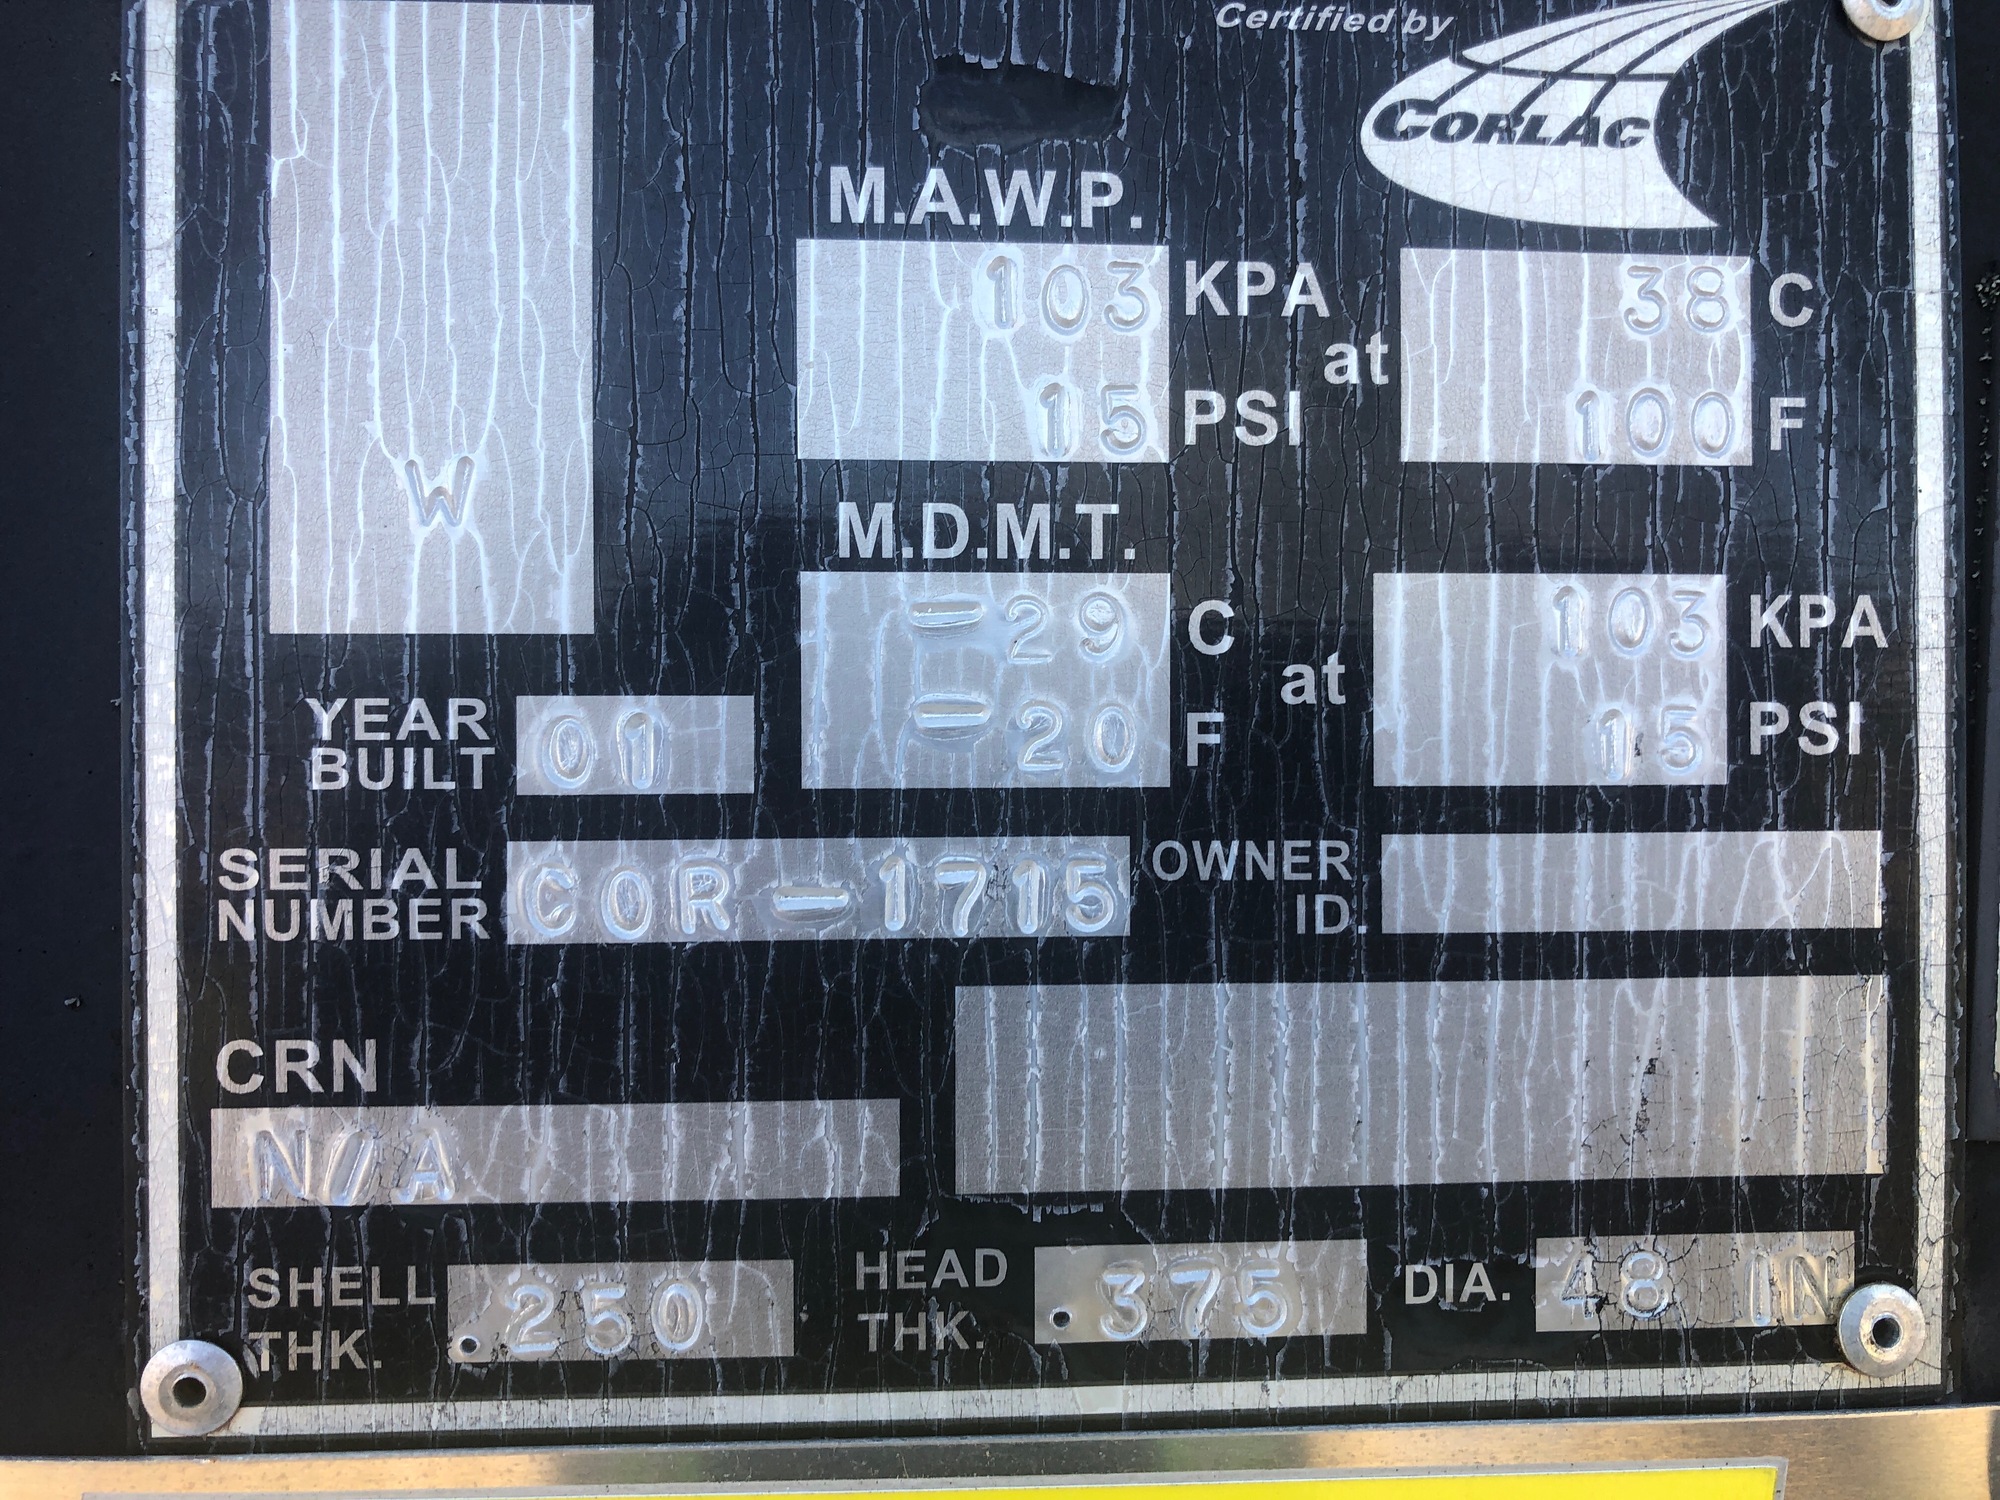 Certified by
CORLAC
M.A.W.P.
103 KPA at 38 C
15 PSI 100 F
W
M.D.M.T.
-29 C at 103 KPA
-20 F 15 PSI
YEAR BUILT 01
SERIAL NUMBER COR-1715
OWNER ID.
CRN
N/A
SHELL THK. .250
HEAD THK. .375
DIA. 48 IN